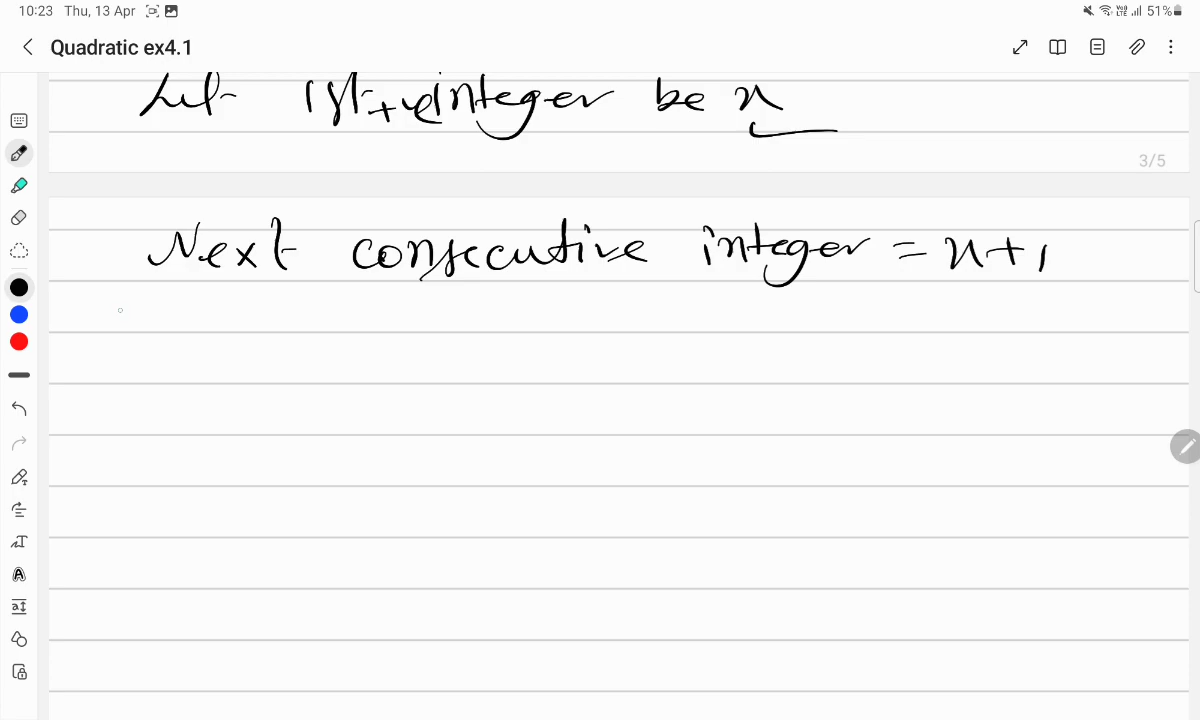 10:23 Thu, 13 Apr 51%
Quadratic ex4.1
Let 1st +ve integer be x
3/5
Next consecutive integer = x+1